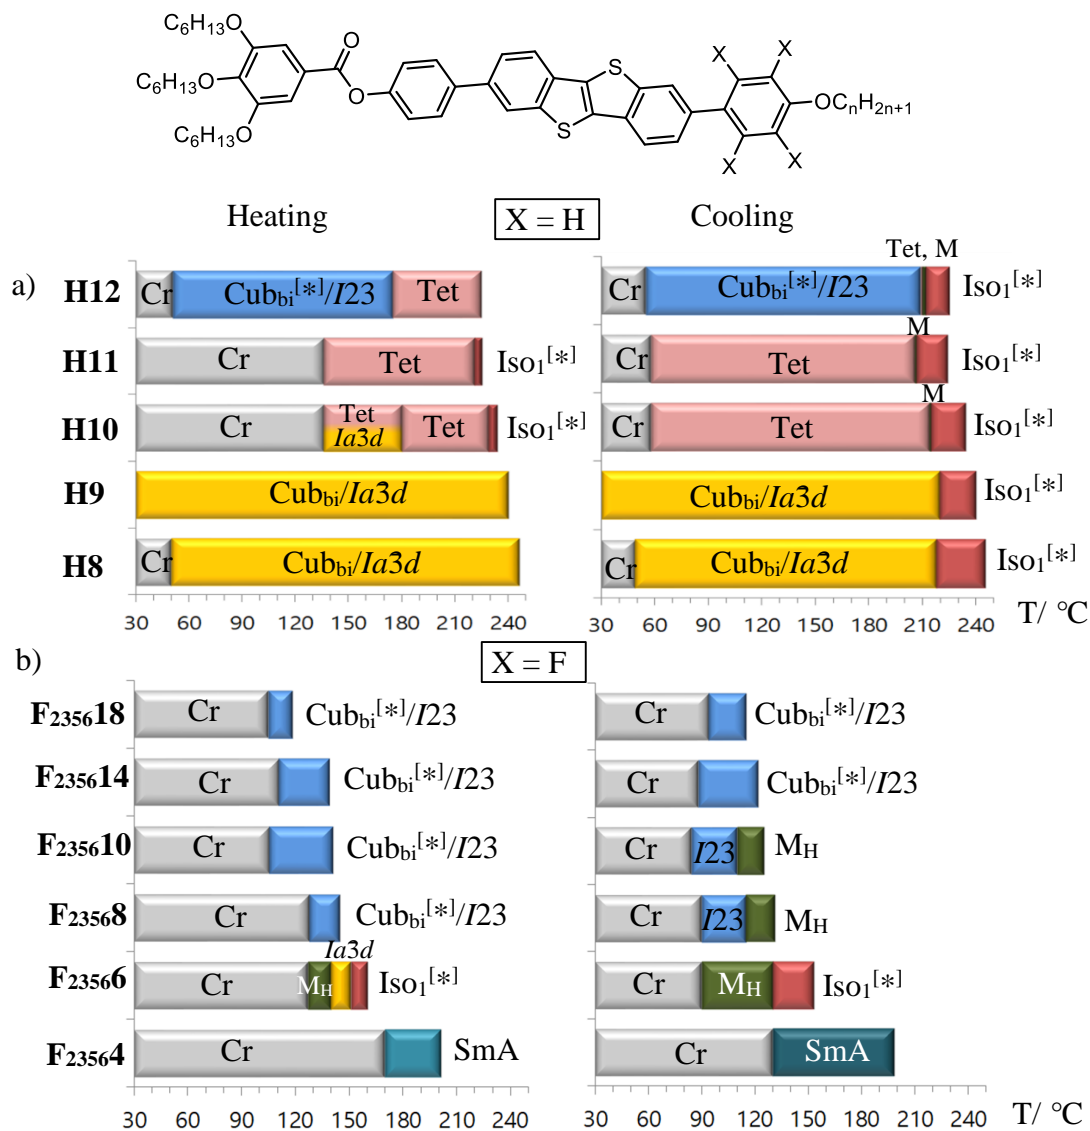 C6H13O
X X
O
S
C6H13O
OCnH2n+1
O
S
C6H13O
X X
Heating
X = H
Cooling
Tet, M
a)
H12
Cr
Cubbi[*]/I23
Tet
Cr
Cubbi[*]/I23
Iso1[*]
M
H11
Cr
Tet
Iso1[*]
Cr
Tet
Iso1[*]
M
H10
Cr
Tet
Ia3d
Tet
Iso1[*]
Cr
Tet
Iso1[*]
H9
Cubbi/Ia3d
Cubbi/Ia3d
Iso1[*]
H8
Cr
Cubbi/Ia3d
Cr
Cubbi/Ia3d
Iso1[*]
T/ °C
30 60 90 120 150 180 210 240
30 60 90 120 150 180 210 240
b)
X = F
F235618
Cr
Cubbi[*]/I23
Cr
Cubbi[*]/I23
F235614
Cr
Cubbi[*]/I23
Cr
Cubbi[*]/I23
F235610
Cr
Cubbi[*]/I23
Cr
I23
MH
F23568
Cr
Cubbi[*]/I23
Cr
I23
MH
Ia3d
F23566
Cr
MH
Iso1[*]
Cr
MH
Iso1[*]
F23564
Cr
SmA
Cr
SmA
30 60 90 120 150 180 210 240
30 60 90 120 150 180 210 240
T/ °C